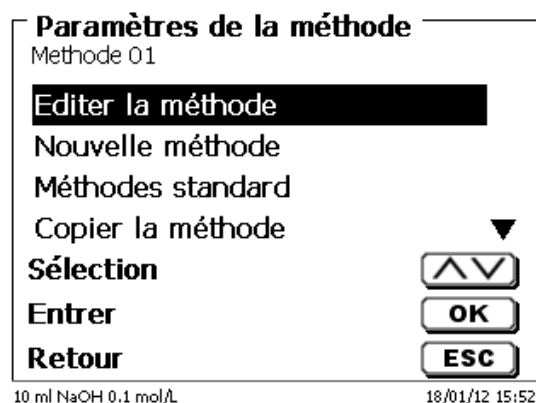 Paramètres de la méthode
Methode 01
Editer la méthode
Nouvelle méthode
Méthodes standard
Copier la méthode
Sélection
Entrer OK
Retour ESC
10 ml NaOH 0.1 mol/L 18/01/12 15:52